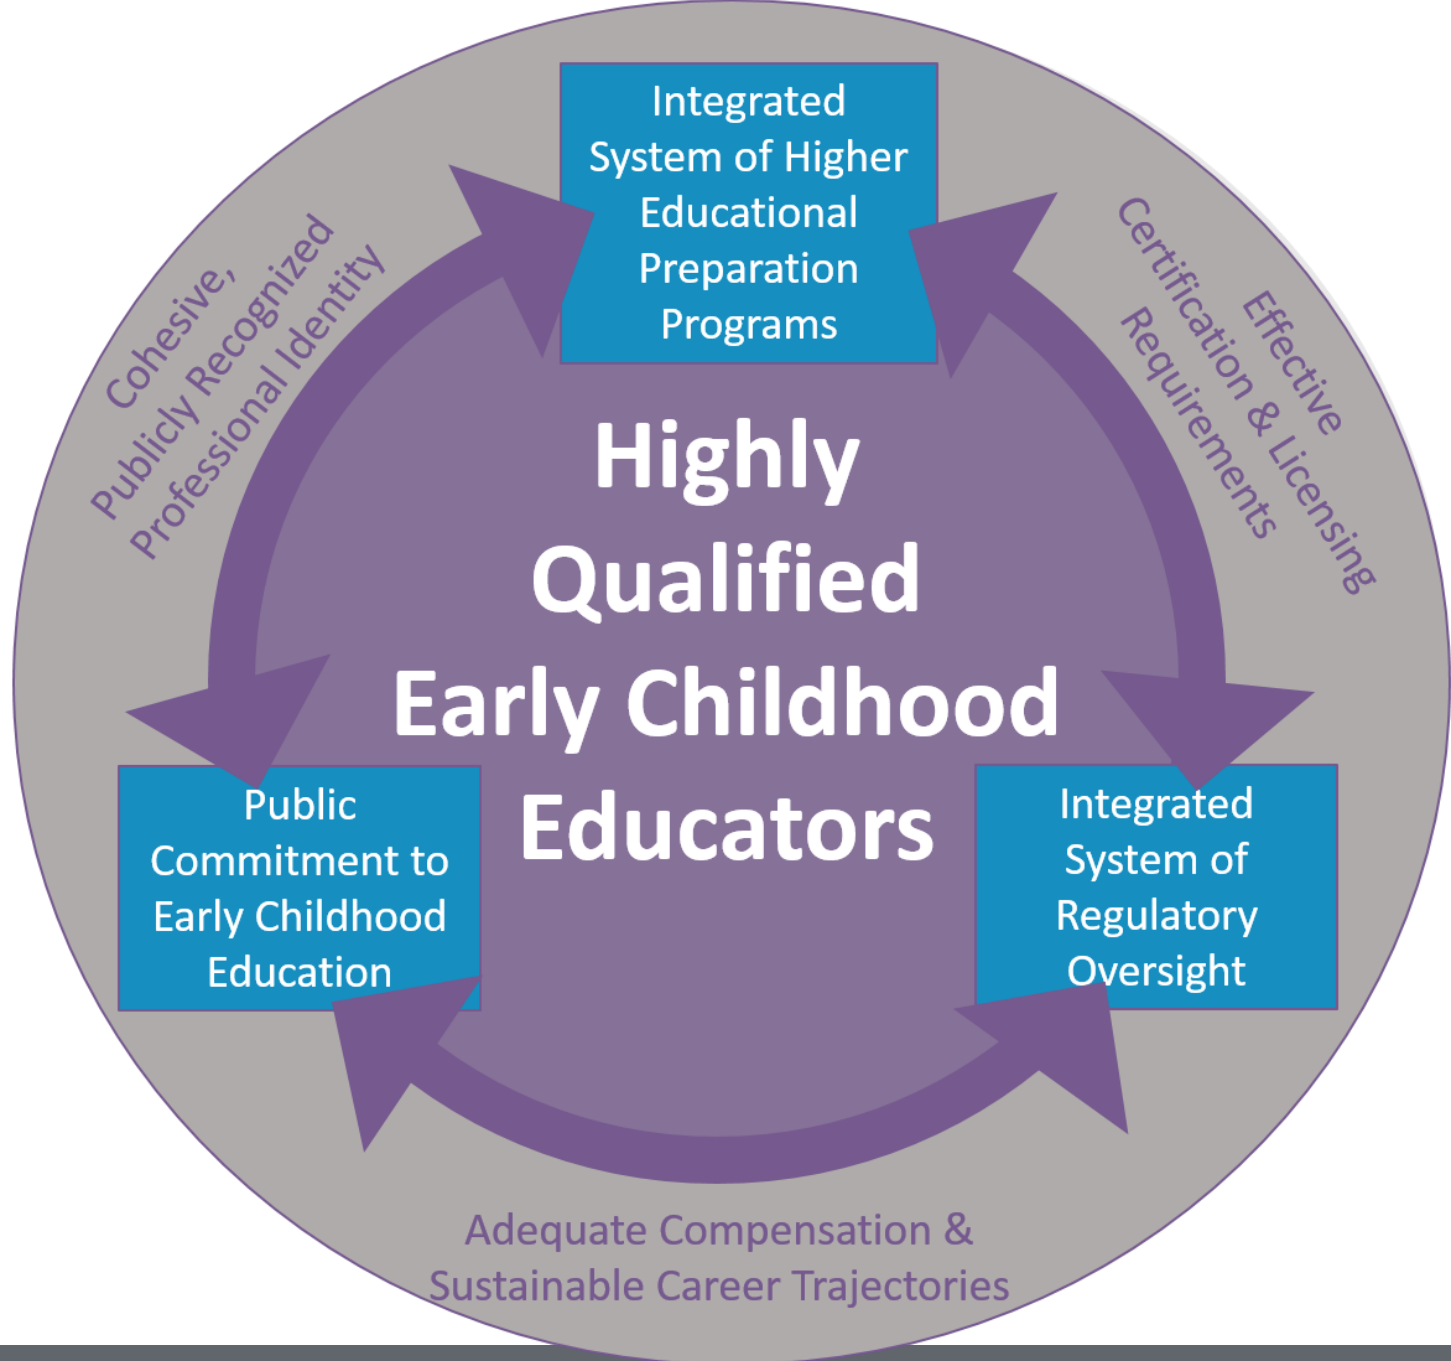 Integrated
System of Higher
Educational
Preparation
Programs
Cohesive,
Publicly Recognized
Professional Identity
Effective
Certification & Licensing
Requirements
Highly
Qualified
Early Childhood
Educators
Public
Commitment to
Early Childhood
Education
Integrated
System of
Regulatory
Oversight
Adequate Compensation &
Sustainable Career Trajectories